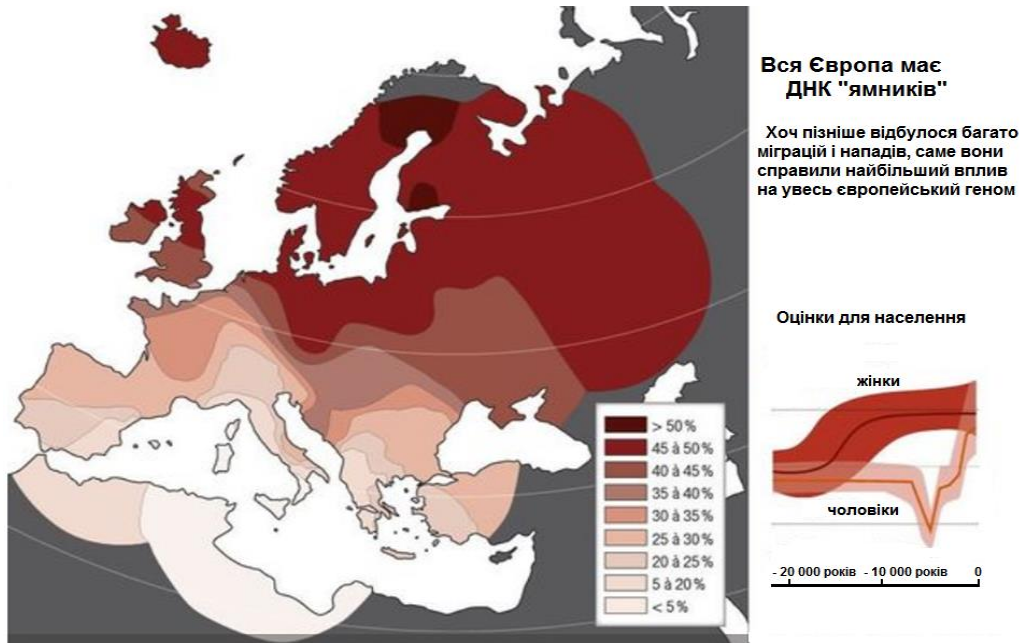 Вся Європа має
ДНК "ямників"
Хоч пізніше відбулося багато
міграцій і нападів, саме вони
справили найбільший вплив
на увесь європейський геном
Оцінки для населення
жінки
чоловіки
- 20 000 років - 10 000 років 0
> 50 %
45 à 50 %
40 à 45 %
35 à 40 %
30 à 35 %
25 à 30 %
20 à 25 %
5 à 20 %
< 5 %